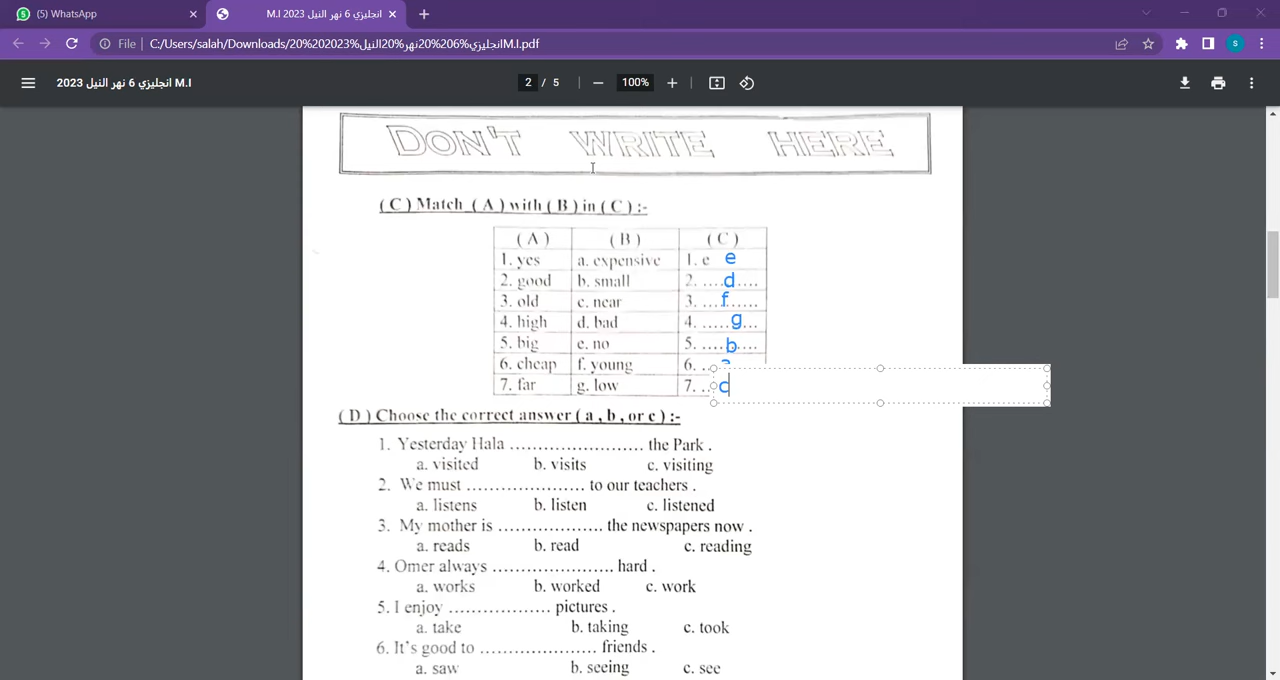 (5) WhatsApp
انجليزي 6 نهر النيل 2023 M.I
File C:/Users/salah/Downloads/20%202023%النيل20%نهر20%206%انجليزيM.I.pdf
انجليزي 6 نهر النيل 2023 M.I
2 / 5
100%
DON'T WRITE HERE
( C ) Match ( A ) with ( B ) in ( C ) :-
( A ) ( B ) ( C )
1. yes a. expensive 1. e e
2. good b. small 2. ....d....
3. old c. near 3. ....f......
4. high d. bad 4. .....g...
5. big e. no 5. .....b....
6. cheap f. young 6. ..
7. far g. low 7. .. c
( D ) Choose the correct answer ( a , b , or c ) :-
1. Yesterday Hala ........................ the Park .
a. visited b. visits c. visiting
2. We must ..................... to our teachers .
a. listens b. listen c. listened
3. My mother is ................... the newspapers now .
a. reads b. read c. reading
4. Omer always ...................... hard .
a. works b. worked c. work
5. I enjoy .................. pictures .
a. take b. taking c. took
6. It's good to ..................... friends .
a. saw b. seeing c. see